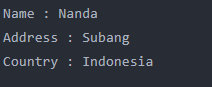 Name : Nanda
Address : Subang
Country : Indonesia